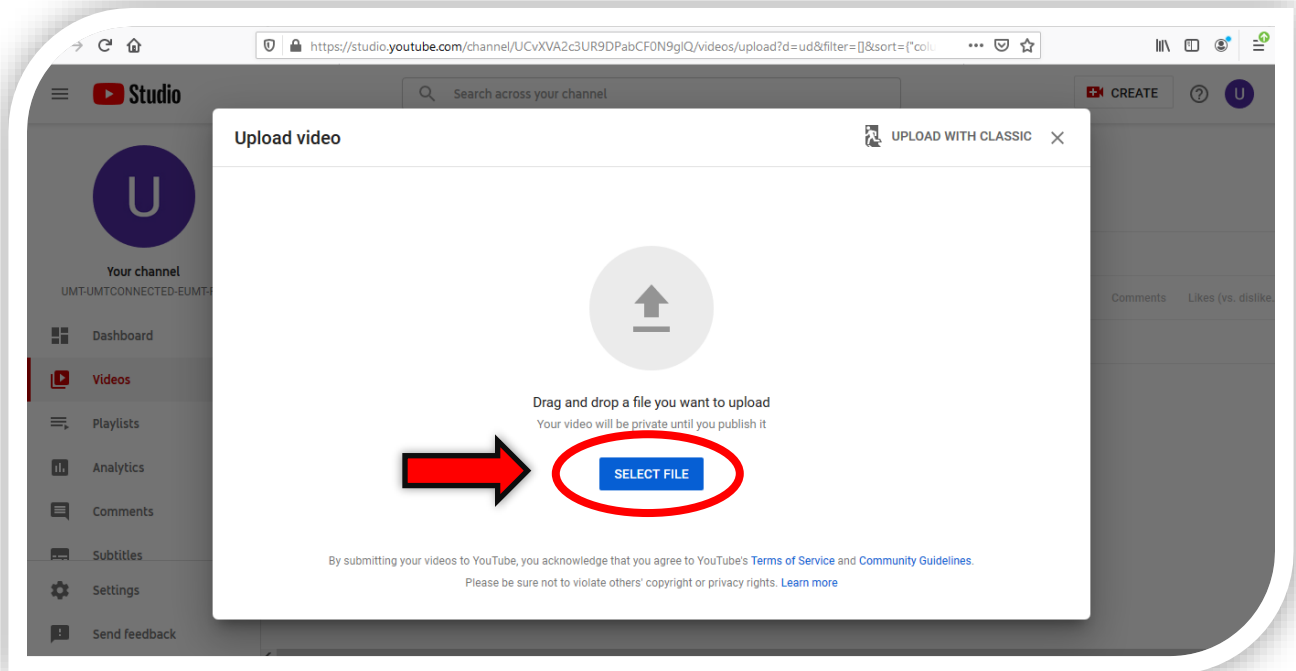 https://studio.youtube.com/channel/UCvXVA2c3UR9DPabCF0N9glQ/videos/upload?d=ud&filter=[]&sort={"colu
Studio
Search across your channel
CREATE
U
Upload video
UPLOAD WITH CLASSIC
U
Your channel
UMT-UMTCONNECTED-EUMT-
Comments
Likes (vs. dislike.
Dashboard
Videos
Playlists
Analytics
Comments
Subtitles
Settings
Send feedback
Drag and drop a file you want to upload
Your video will be private until you publish it
SELECT FILE
By submitting your videos to YouTube, you acknowledge that you agree to YouTube's Terms of Service and Community Guidelines.
Please be sure not to violate others' copyright or privacy rights. Learn more